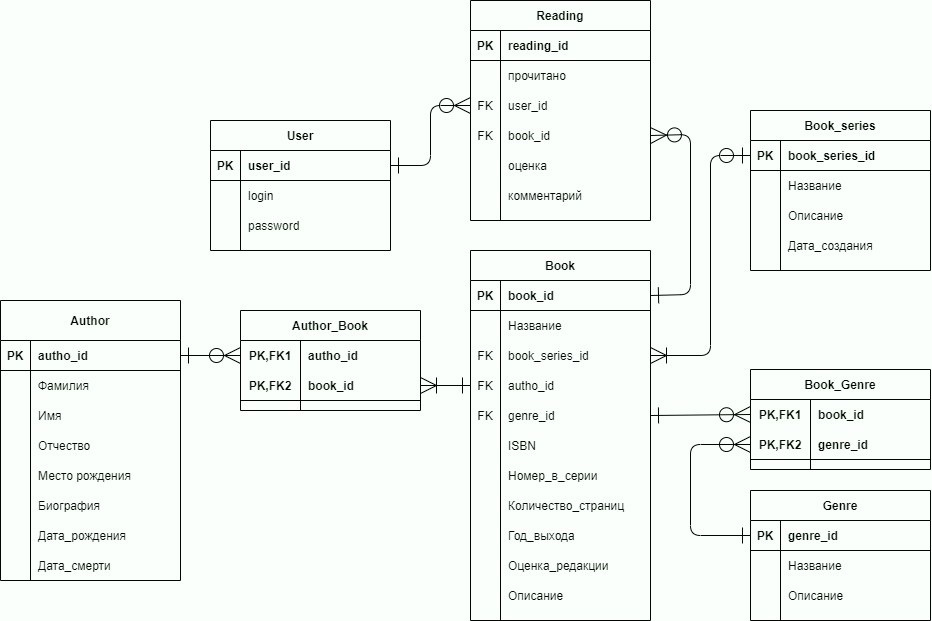 Reading
PK reading_id
прочитано
FK user_id
FK book_id
оценка
комментарий
User
PK user_id
login
password
Book_series
PK book_series_id
Название
Описание
Дата_создания
Book
PK book_id
Название
FK book_series_id
FK autho_id
FK genre_id
ISBN
Номер_в_серии
Количество_страниц
Год_выхода
Оценка_редакции
Описание
Author
PK autho_id
Фамилия
Имя
Отчество
Место рождения
Биография
Дата_рождения
Дата_смерти
Author_Book
PK,FK1 autho_id
PK,FK2 book_id
Book_Genre
PK,FK1 book_id
PK,FK2 genre_id
Genre
PK genre_id
Название
Описание